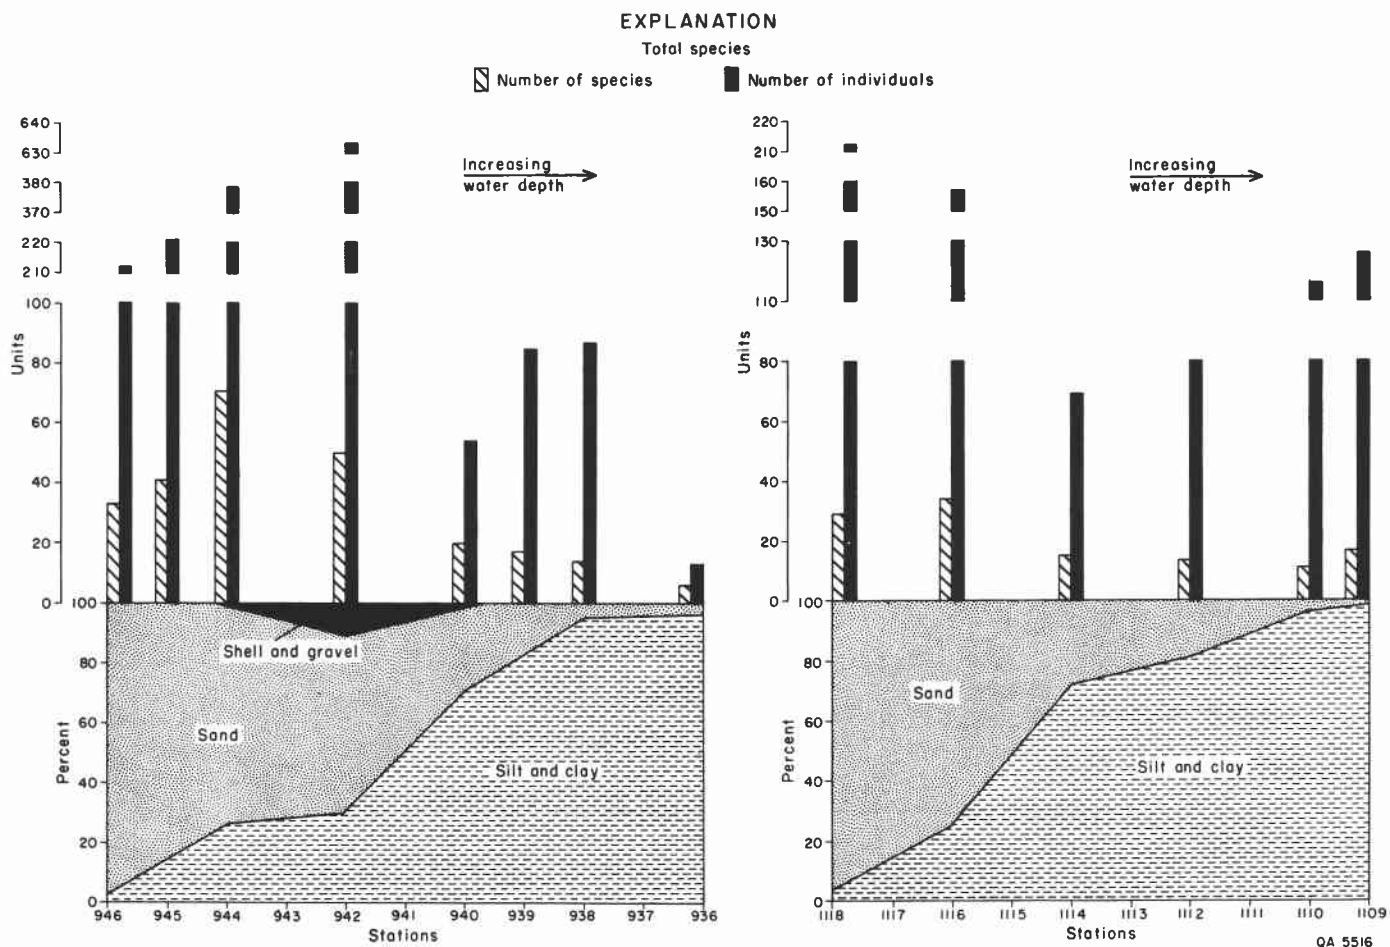 EXPLANATION
Total species
Number of species
Number of individuals
640
630
380
370
220
210
100
80
60
40
20
0
Units
Increasing
water depth
100
80
60
40
20
0
Percent
Shell and gravel
Sand
Silt and clay
946 945 944 943 942 941 940 939 938 937 936
Stations
220
210
160
150
130
110
80
60
40
20
0
Units
Increasing
water depth
100
80
60
40
20
0
Percent
Sand
Silt and clay
1118 1117 1116 1115 1114 1113 1112 1111 1110 1109
Stations
QA 5516